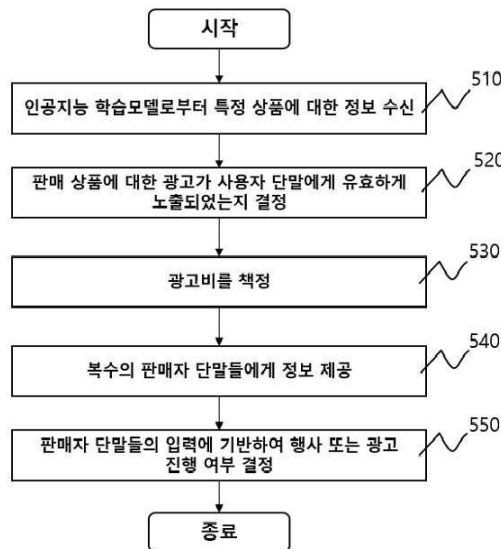 시작
510
인공지능 학습모델로부터 특정 상품에 대한 정보 수신
520
판매 상품에 대한 광고가 사용자 단말에게 유효하게
노출되었는지 결정
530
광고비를 책정
540
복수의 판매자 단말들에게 정보 제공
550
판매자 단말들의 입력에 기반하여 행사 또는 광고
진행 여부 결정
종료